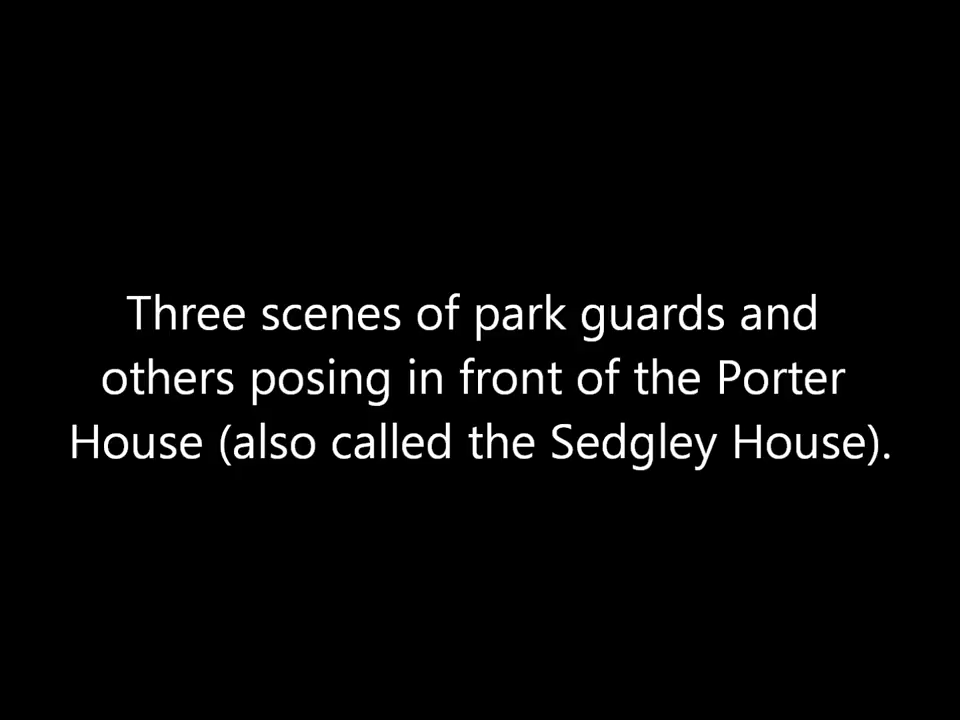 Three scenes of park guards and
others posing in front of the Porter
House (also called the Sedgley House).